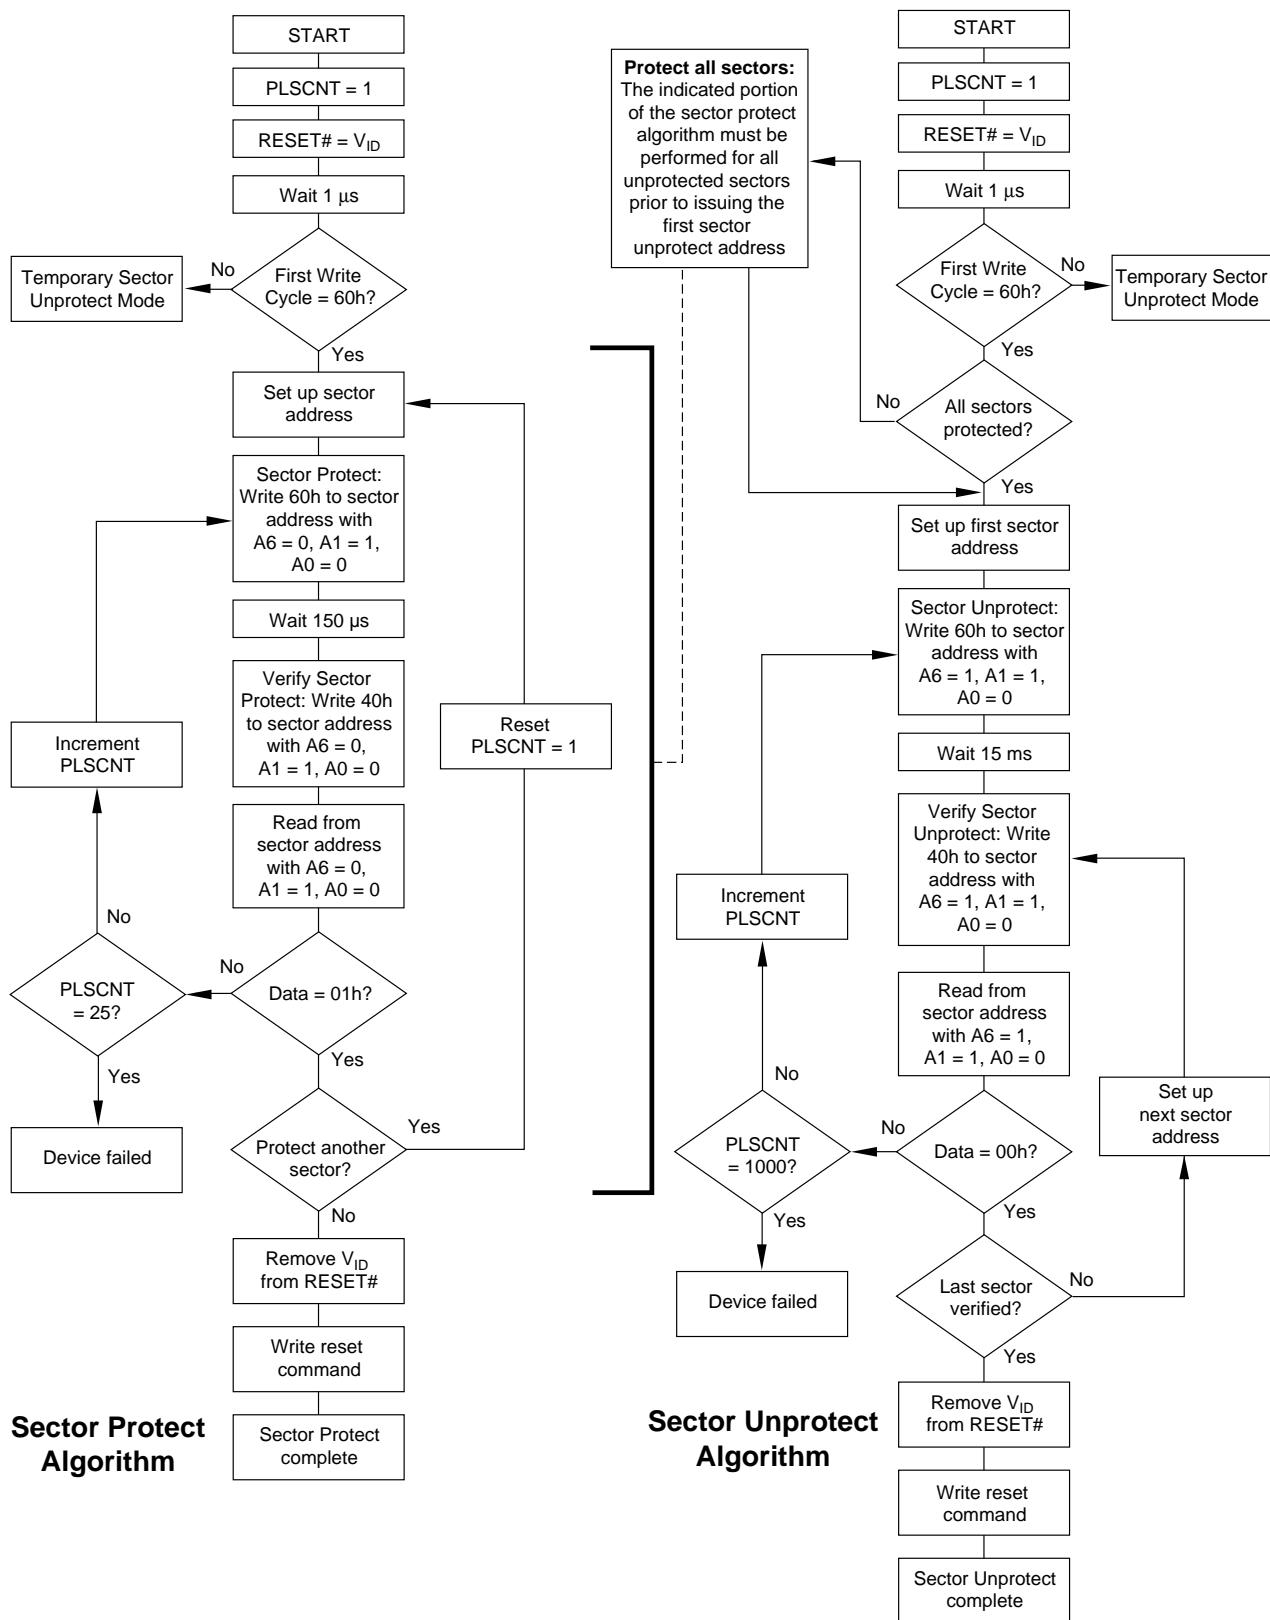 START
PLSCNT = 1
RESET# = VID
Wait 1 μs
First Write
Cycle = 60h?
No
Temporary Sector
Unprotect Mode
Yes
Set up sector
address
Sector Protect:
Write 60h to sector
address with
A6 = 0, A1 = 1,
A0 = 0
Wait 150 µs
Verify Sector
Protect: Write 40h
to sector address
with A6 = 0,
A1 = 1, A0 = 0
Reset
PLSCNT = 1
Increment
PLSCNT
Read from
sector address
with A6 = 0,
A1 = 1, A0 = 0
No
PLSCNT
= 25?
No
Data = 01h?
Yes
Yes
Device failed
Protect another
sector?
Yes
No
Remove VID
from RESET#
Write reset
command
Sector Protect
complete
Sector Protect
Algorithm
Protect all sectors:
The indicated portion
of the sector protect
algorithm must be
performed for all
unprotected sectors
prior to issuing the
first sector
unprotect address
START
PLSCNT = 1
RESET# = VID
Wait 1 μs
First Write
Cycle = 60h?
No
Temporary Sector
Unprotect Mode
Yes
No
All sectors
protected?
Yes
Set up first sector
address
Sector Unprotect:
Write 60h to sector
address with
A6 = 1, A1 = 1,
A0 = 0
Wait 15 ms
Verify Sector
Unprotect: Write
40h to sector
address with
A6 = 1, A1 = 1,
A0 = 0
Increment
PLSCNT
Read from
sector address
with A6 = 1,
A1 = 1, A0 = 0
No
Set up
next sector
address
PLSCNT
= 1000?
No
Data = 00h?
Yes
Yes
Device failed
Last sector
verified?
No
Yes
Remove VID
from RESET#
Write reset
command
Sector Unprotect
complete
Sector Unprotect
Algorithm